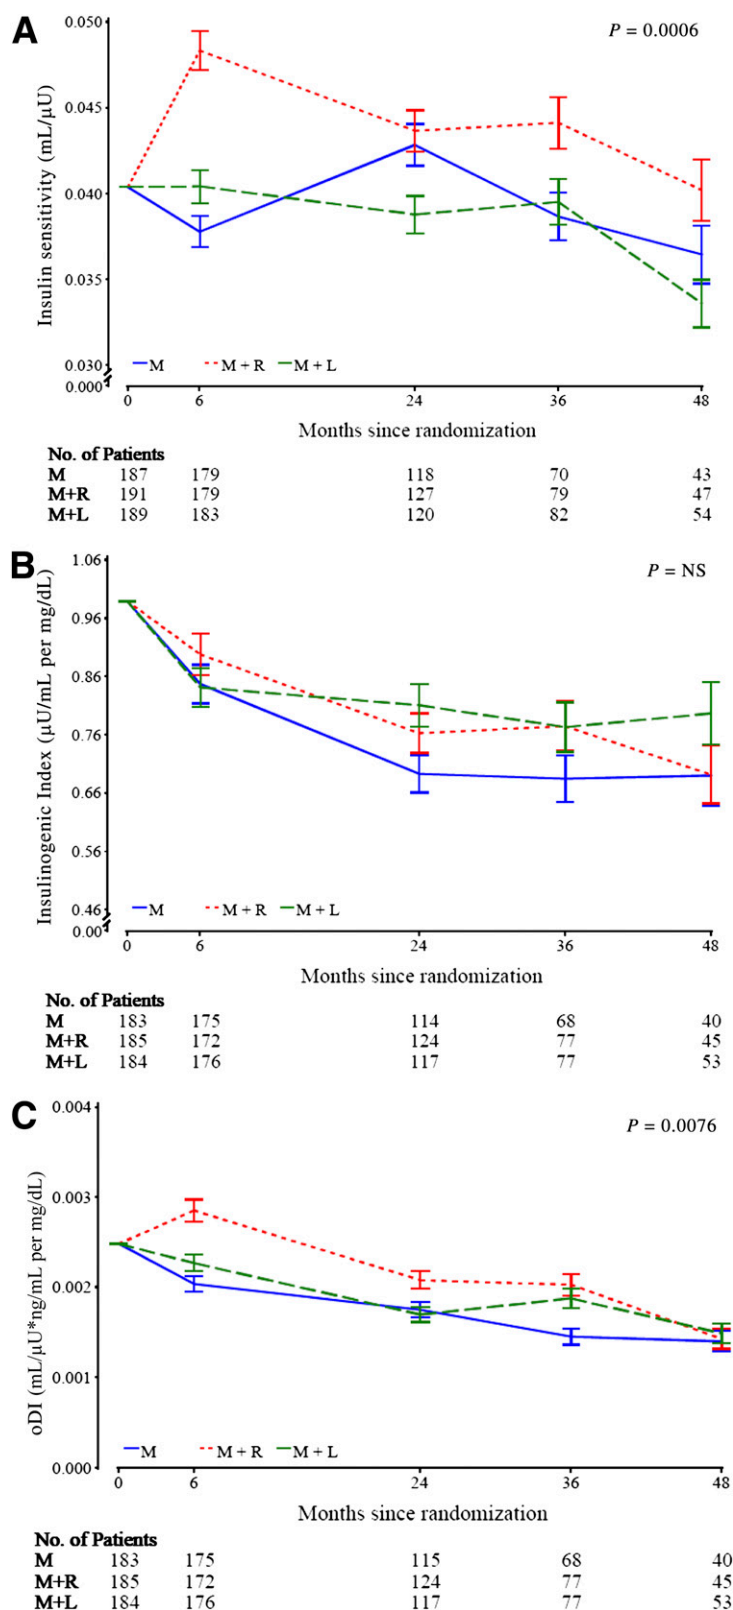 A
P = 0.0006
Insulin sensitivity (mL/μU)
0.050
0.045
0.040
0.035
0.030
0.000
M M + R M + L
0 6 24 36 48
Months since randomization
No. of Patients
M 187 179 118 70 43
M+R 191 179 127 79 47
M+L 189 183 120 82 54
B
P = NS
Insulinogenic Index (μU/mL per mg/dL)
1.06
0.96
0.86
0.76
0.66
0.56
0.46
0.00
M M + R M + L
0 6 24 36 48
Months since randomization
No. of Patients
M 183 175 114 68 40
M+R 185 172 124 77 45
M+L 184 176 117 77 53
C
P = 0.0076
oDI (mL/μU*ng/mL per mg/dL)
0.004
0.003
0.002
0.001
0.000
M M + R M + L
0 6 24 36 48
Months since randomization
No. of Patients
M 183 175 115 68 40
M+R 185 172 124 77 45
M+L 184 176 117 77 53